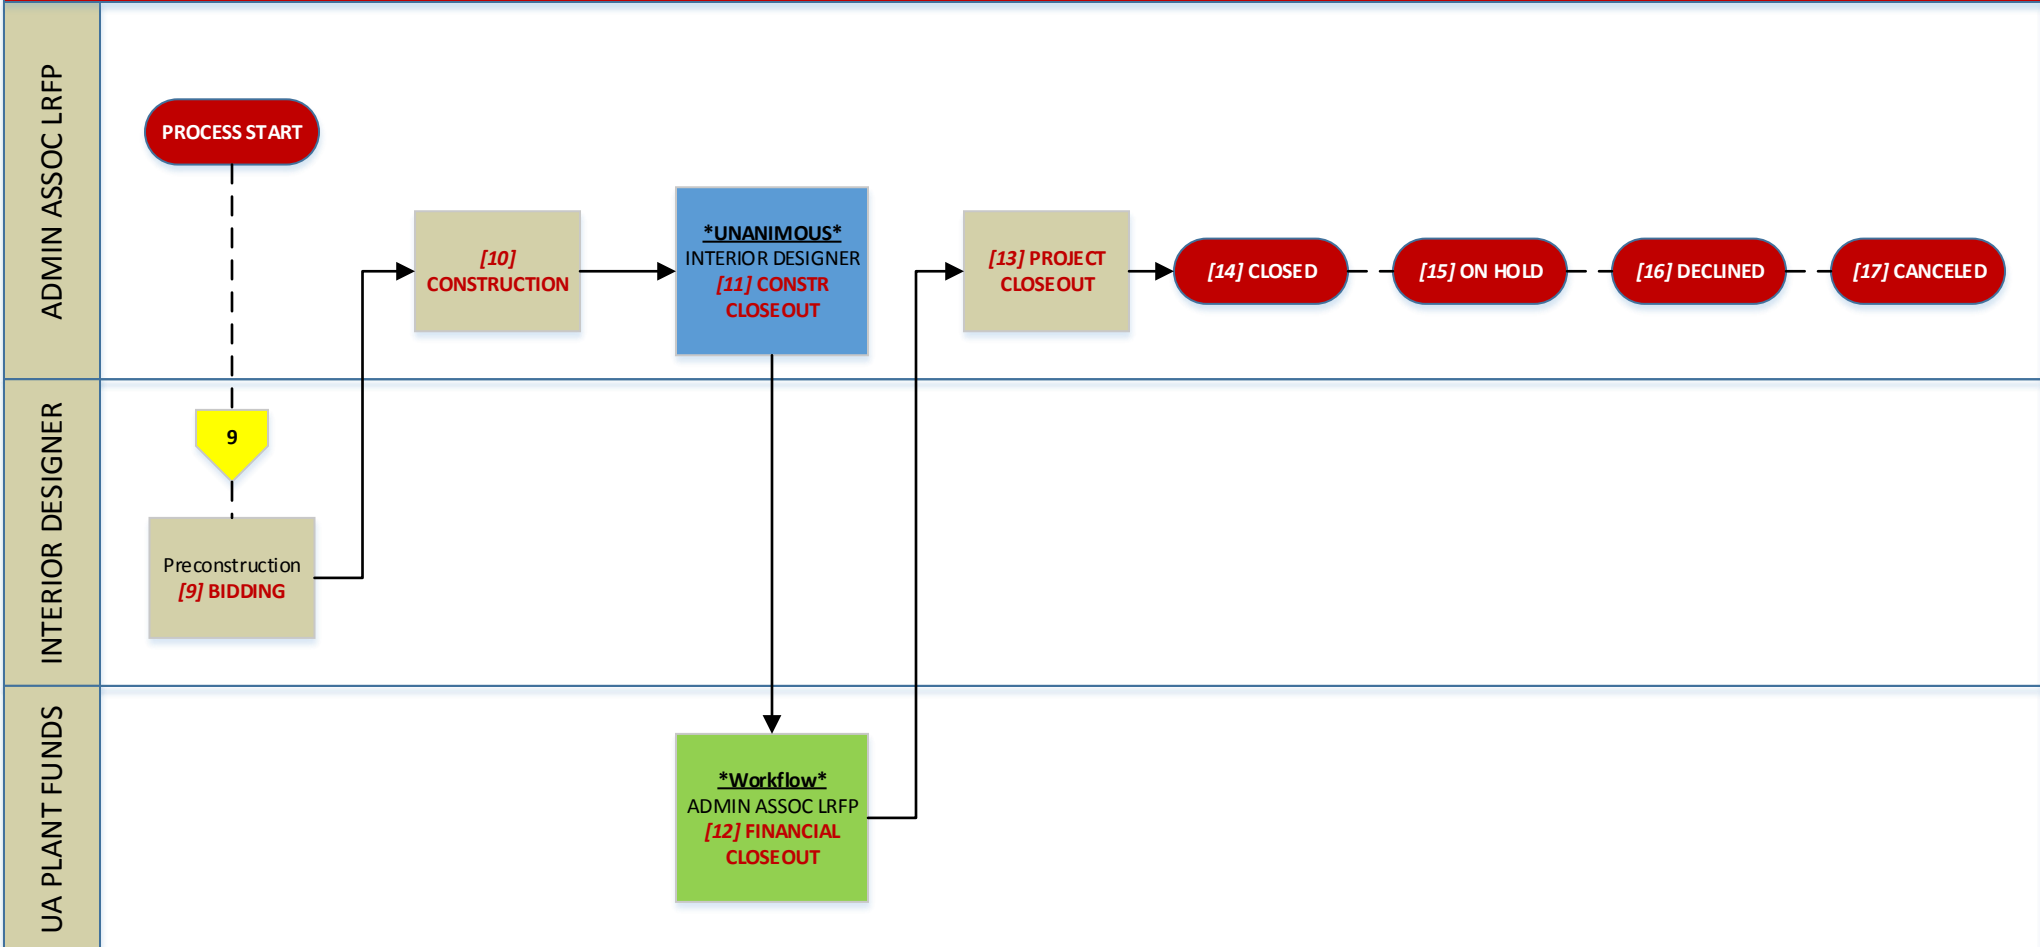 ADMIN ASSOC LRFP
PROCESS START
[10]
CONSTRUCTION
*UNANIMOUS*
INTERIOR DESIGNER
[11] CONSTR
CLOSEOUT
[13] PROJECT
CLOSEOUT
[14] CLOSED
[15] ON HOLD
[16] DECLINED
[17] CANCELED
INTERIOR DESIGNER
9
Preconstruction
[9] BIDDING
UA PLANT FUNDS
*Workflow*
ADMIN ASSOC LRFP
[12] FINANCIAL
CLOSEOUT